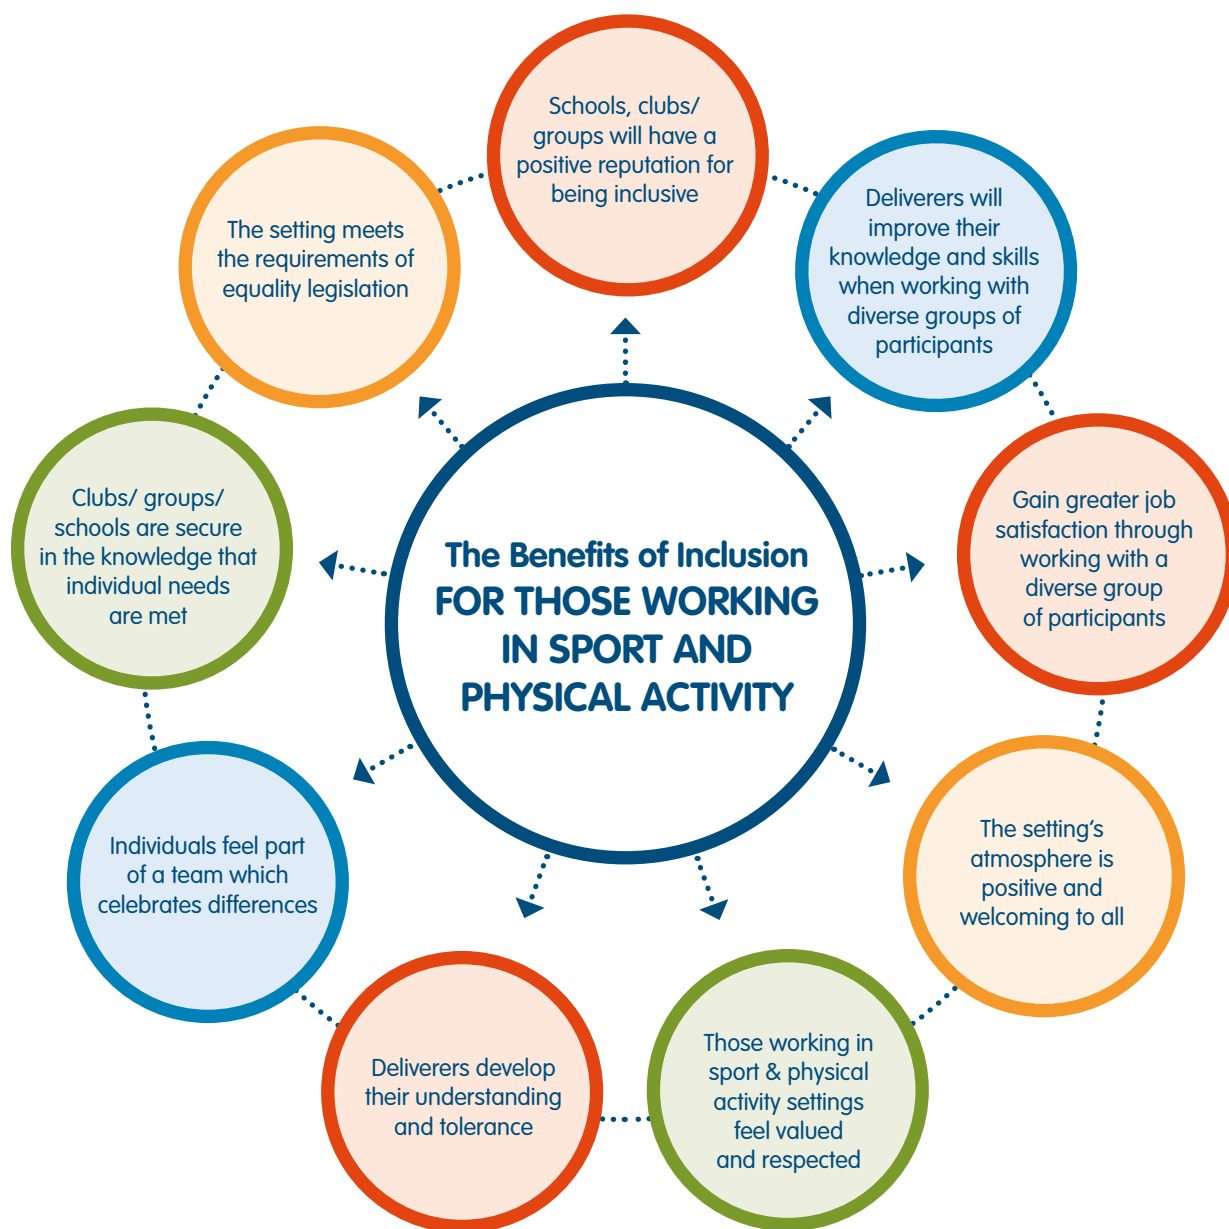 The Benefits of Inclusion
FOR THOSE WORKING
IN SPORT AND
PHYSICAL ACTIVITY
Schools, clubs/
groups will have a
positive reputation for
being inclusive
Deliverers will
improve their
knowledge and skills
when working with
diverse groups of
participants
Gain greater job
satisfaction through
working with a
diverse group
of participants
The setting’s
atmosphere is
positive and
welcoming to all
Those working in
sport & physical
activity settings
feel valued
and respected
Deliverers develop
their understanding
and tolerance
Individuals feel part
of a team which
celebrates differences
Clubs/ groups/
schools are secure
in the knowledge that
individual needs
are met
The setting meets
the requirements of
equality legislation